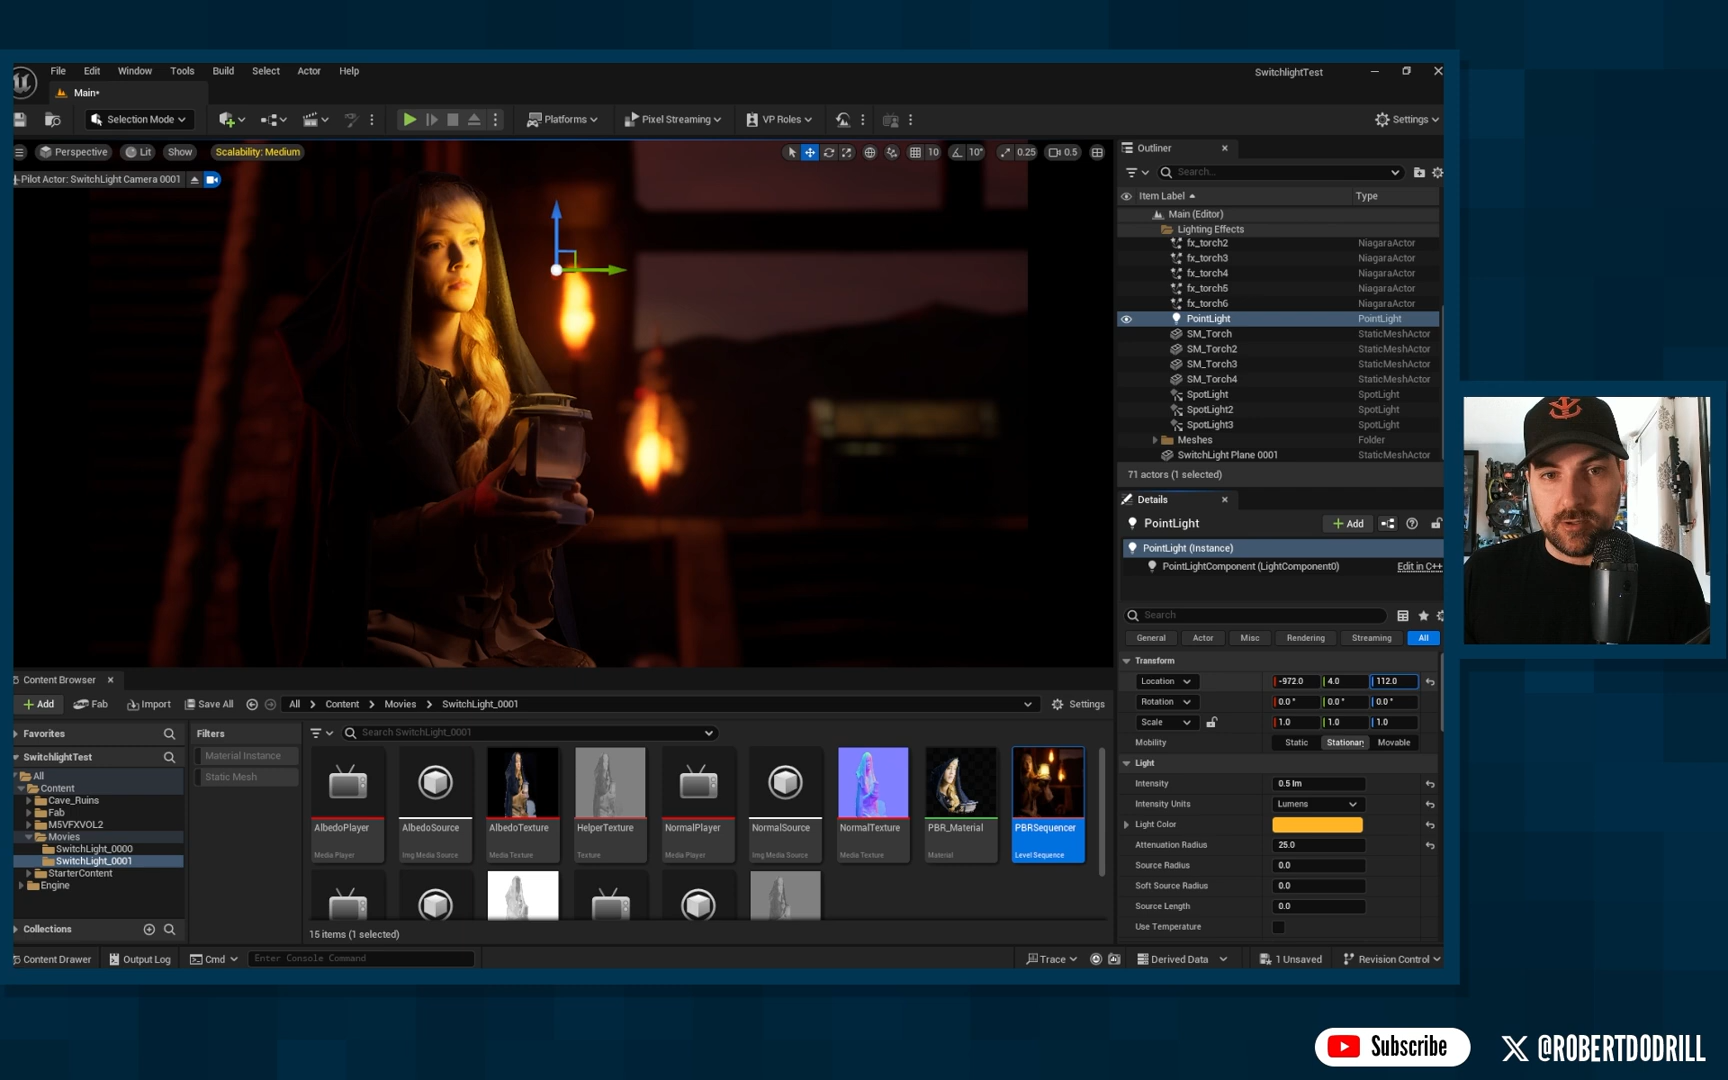 File Edit Window Tools Build Select Actor Help
SwitchlightTest
Main*
Selection Mode
Platforms
Pixel Streaming
VP Roles
Settings
Perspective
Lit
Show
Scalability: Medium
10
10°
0.25
0.5
Pilot Actor: SwitchLight Camera 0001
Outliner
Search...
Item Label
Type
Main (Editor)
Lighting Effects
fx_torch2 NiagaraActor
fx_torch3 NiagaraActor
fx_torch4 NiagaraActor
fx_torch5 NiagaraActor
fx_torch6 NiagaraActor
PointLight PointLight
SM_Torch StaticMeshActor
SM_Torch2 StaticMeshActor
SM_Torch3 StaticMeshActor
SM_Torch4 StaticMeshActor
SpotLight SpotLight
SpotLight2 SpotLight
SpotLight3 SpotLight
Meshes Folder
SwitchLight Plane 0001 StaticMeshActor
71 actors (1 selected)
Details
PointLight
Add
PointLight (Instance)
PointLightComponent (LightComponent0)
Edit in C++
Search
General Actor Misc Rendering Streaming All
Transform
Location -972.0 4.0 112.0
Rotation 0.0° 0.0° 0.0°
Scale 1.0 1.0 1.0
Mobility Static Stationary Movable
Light
Intensity 0.5 lm
Intensity Units Lumens
Light Color
Attenuation Radius 25.0
Source Radius 0.0
Soft Source Radius 0.0
Source Length 0.0
Use Temperature
Content Browser
Add
Fab
Import
Save All
All > Content > Movies > SwitchLight_0001
Settings
Favorites
SwitchlightTest
All
Content
Cave_Ruins
Fab
M5VFXVOL2
Movies
SwitchLight_0000
SwitchLight_0001
StarterContent
Engine
Collections
Filters
Material Instance
Static Mesh
Search SwitchLight_0001
AlbedoPlayer
Media Player
AlbedoSource
Img Media Source
AlbedoTexture
Media Texture
HelperTexture
Texture
NormalPlayer
Media Player
NormalSource
Img Media Source
NormalTexture
Media Texture
PBR_Material
Material
PBRSequencer
Level Sequence
15 items (1 selected)
Content Drawer
Output Log
Cmd
Enter Console Command
Trace
Derived Data
1 Unsaved
Revision Control
Subscribe
X @ROBERTDODRILL